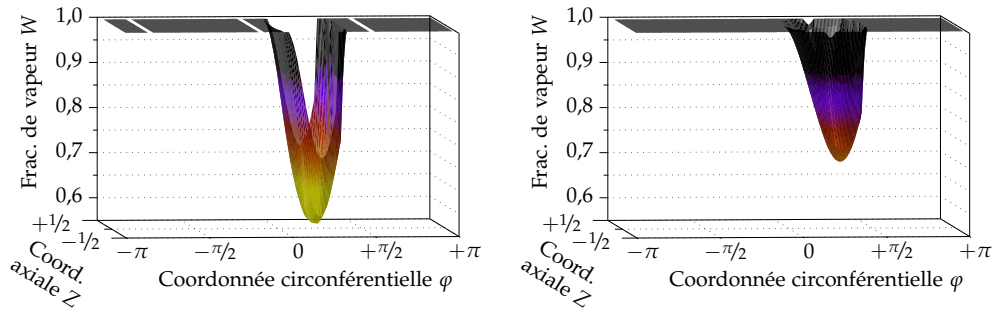 1,0
0,9
0,8
0,7
0,6
Frac. de vapeur W
+1/2
−1/2
Coord.
axiale Z
−π
−π/2
0
+π/2
+π
Coordonnée circonférentielle φ
1,0
0,9
0,8
0,7
0,6
Frac. de vapeur W
+1/2
−1/2
Coord.
axiale Z
−π
−π/2
0
+π/2
+π
Coordonnée circonférentielle φ